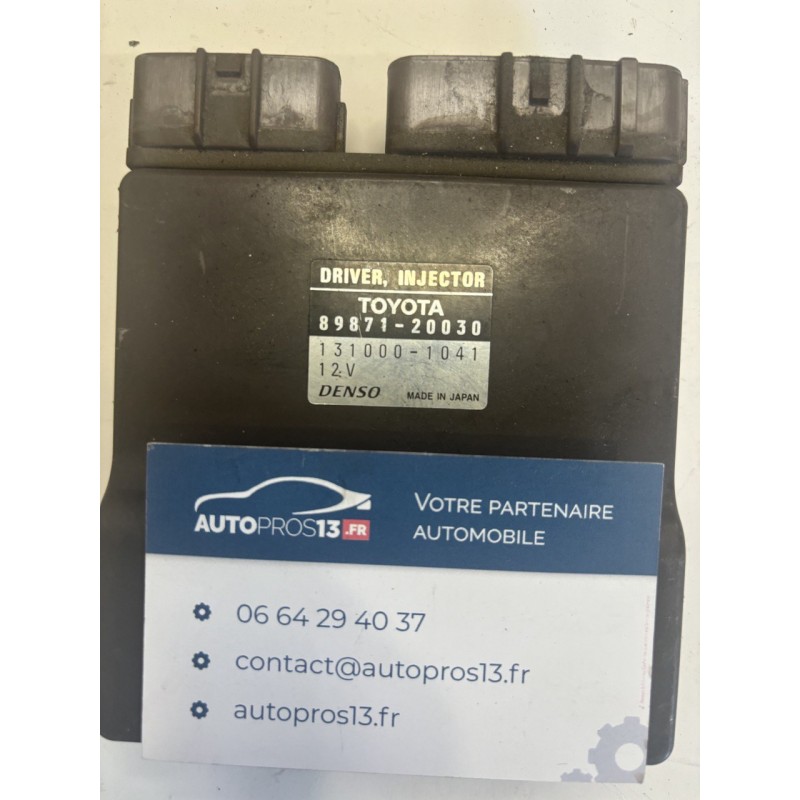 DRIVER, INJECTOR
TOYOTA
89871-20030
131000-1041
12V
DENSO MADE IN JAPAN
AUTOPROS13.FR
VOTRE PARTENAIRE
AUTOMOBILE
06 64 29 40 37
contact@autopros13.fr
autopros13.fr